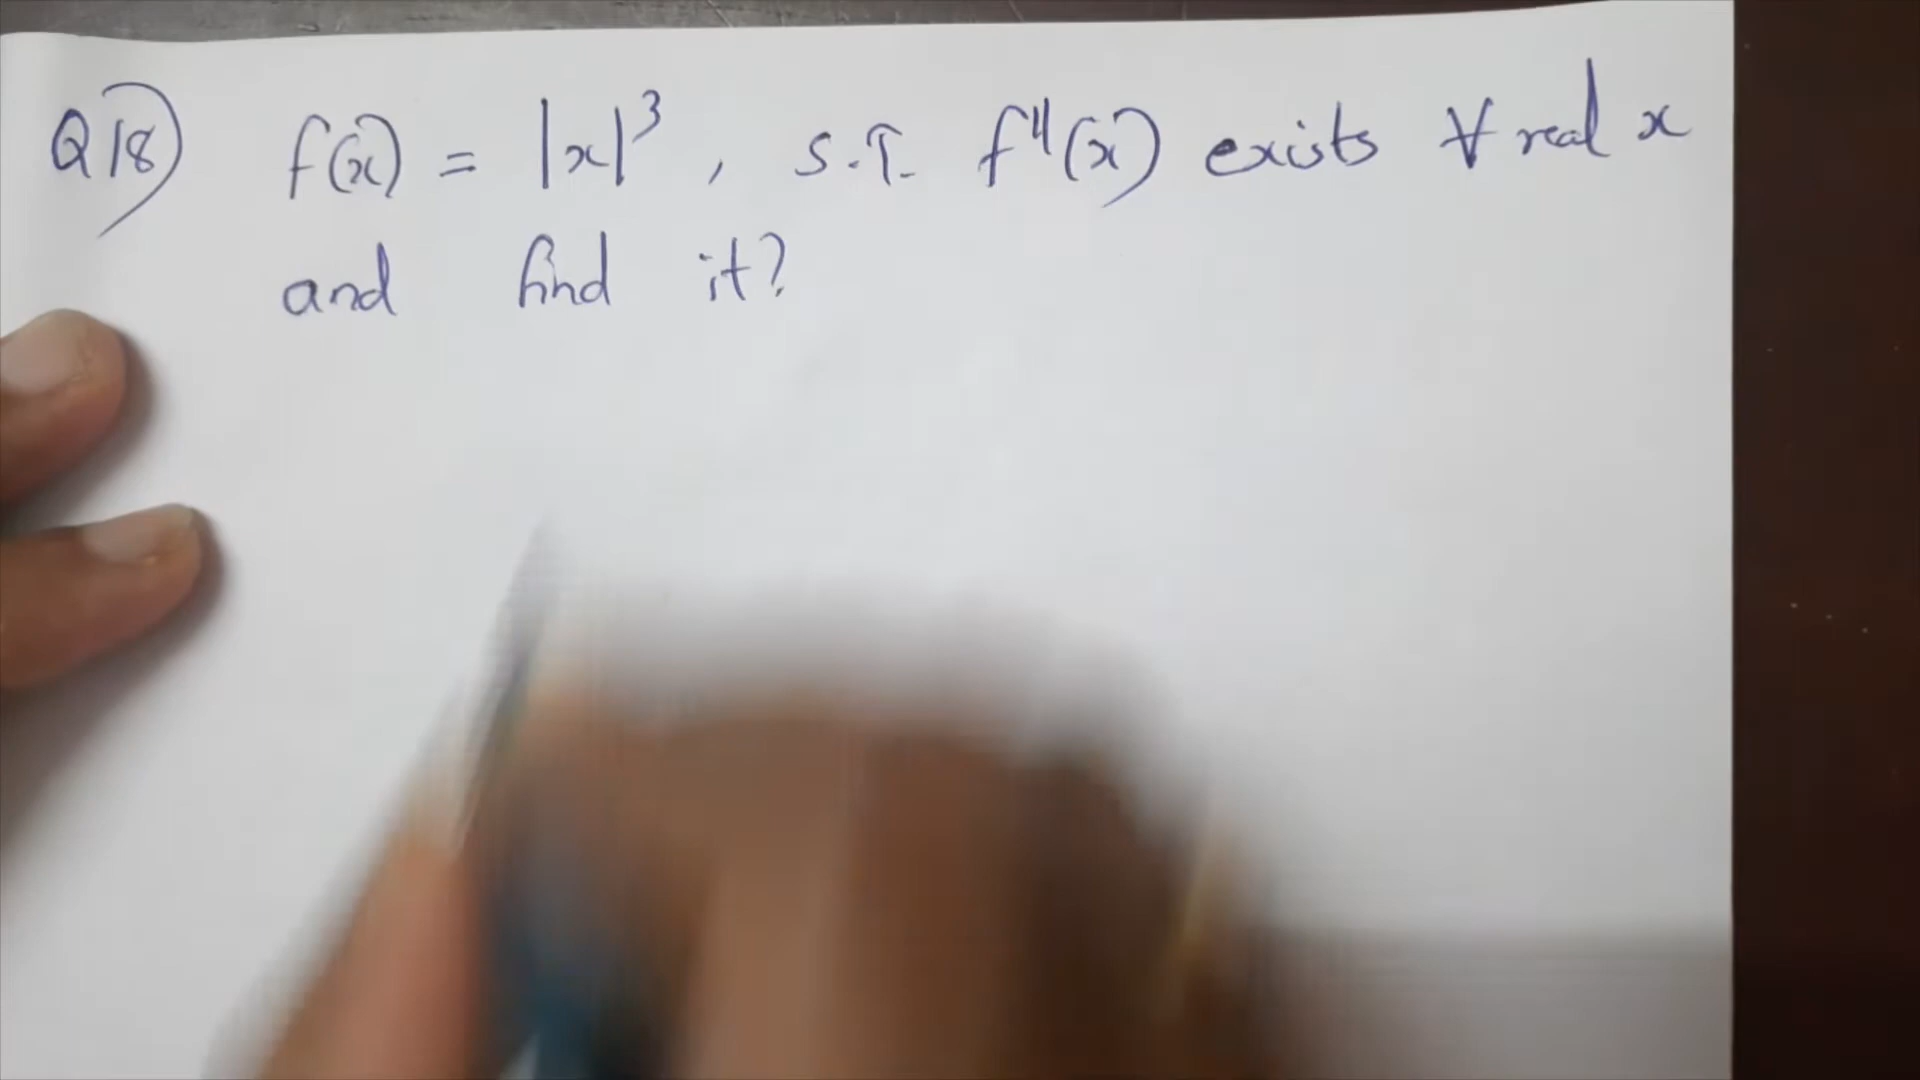 Q18) f(x) = |x|³, S.T. f''(x) exists ∀ real x
and find it?